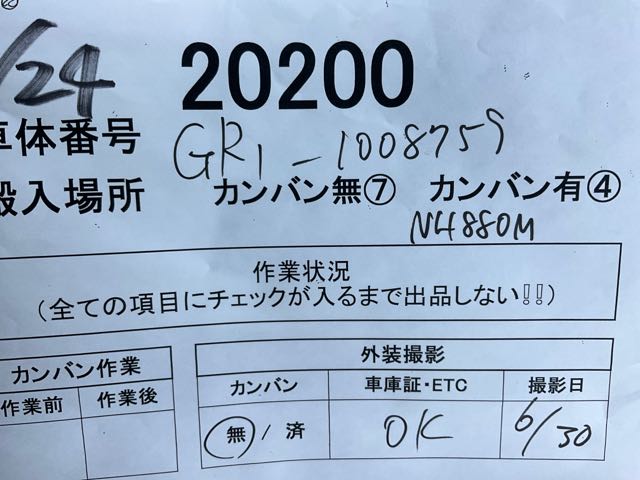 /24 20200
車体番号 GR1-1008759
搬入場所 カンバン無⑦ カンバン有④
N4880M
作業状況
(全ての項目にチェックが入るまで出品しない!!)
カンバン作業 外装撮影
作業前 作業後 カンバン 車庫証・ETC 撮影日
無/済 OK 6/30